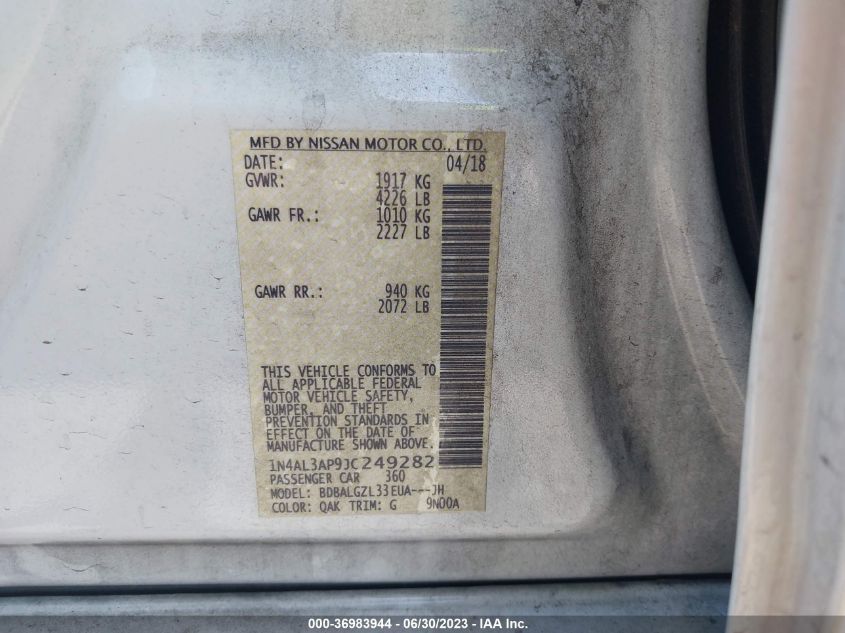 MFD BY NISSAN MOTOR CO., LTD.
DATE: 04/18
GVWR: 1917 KG
4226 LB
GAWR FR.: 1010 KG
2227 LB
GAWR RR.: 940 KG
2072 LB
THIS VEHICLE CONFORMS TO
ALL APPLICABLE FEDERAL
MOTOR VEHICLE SAFETY,
BUMPER, AND THEFT
PREVENTION STANDARDS IN
EFFECT ON THE DATE OF
MANUFACTURE SHOWN ABOVE.
1N4AL3AP9JC249282
PASSENGER CAR 360
MODEL: BDBALGZL33EUA---JH
COLOR: QAK TRIM: G 9N00A
000-36983944 - 06/30/2023 - © IAA Inc.